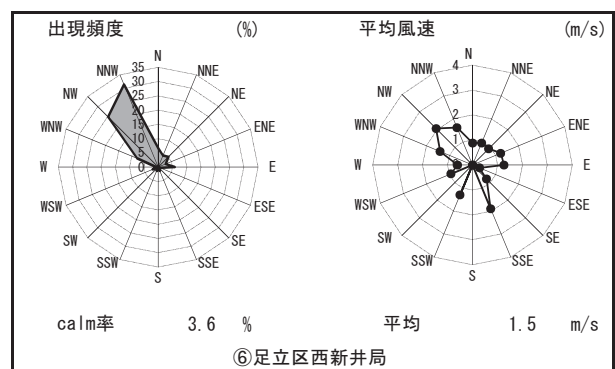 出現頻度 (%)
N
NNE
NE
ENE
E
ESE
SE
SSE
S
SSW
SW
WSW
W
WNW
NW
NNW
35
30
25
20
15
10
5
0
calm率 3.6 %
平均風速 (m/s)
N
NNE
NE
ENE
E
ESE
SE
SSE
S
SSW
SW
WSW
W
WNW
NW
NNW
4
3
2
1
0
平均 1.5 m/s
⑥足立区西新井局